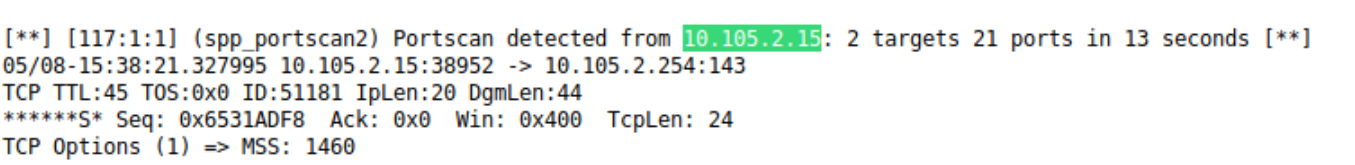 [**] [117:1:1] (spp_portscan2) Portscan detected from 10.105.2.15: 2 targets 21 ports in 13 seconds [**]
05/08-15:38:21.327995 10.105.2.15:38952 -> 10.105.2.254:143
TCP TTL:45 TOS:0x0 ID:51181 IpLen:20 DgmLen:44
******S* Seq: 0x6531ADF8  Ack: 0x0  Win: 0x400  TcpLen: 24
TCP Options (1) => MSS: 1460